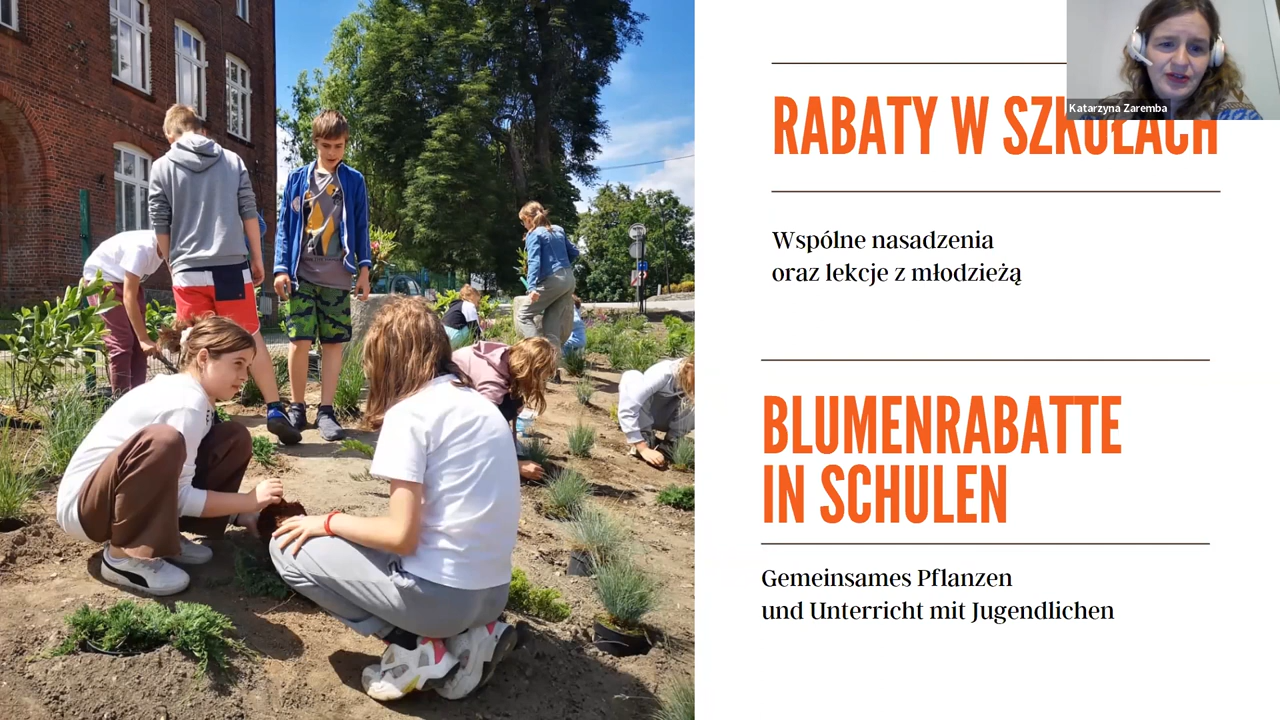 RABATY W SZKOŁACH
Katarzyna Zaremba
Wspólne nasadzenia
oraz lekcje z młodzieżą
BLUMENRABATTE
IN SCHULEN
Gemeinsames Pflanzen
und Unterricht mit Jugendlichen